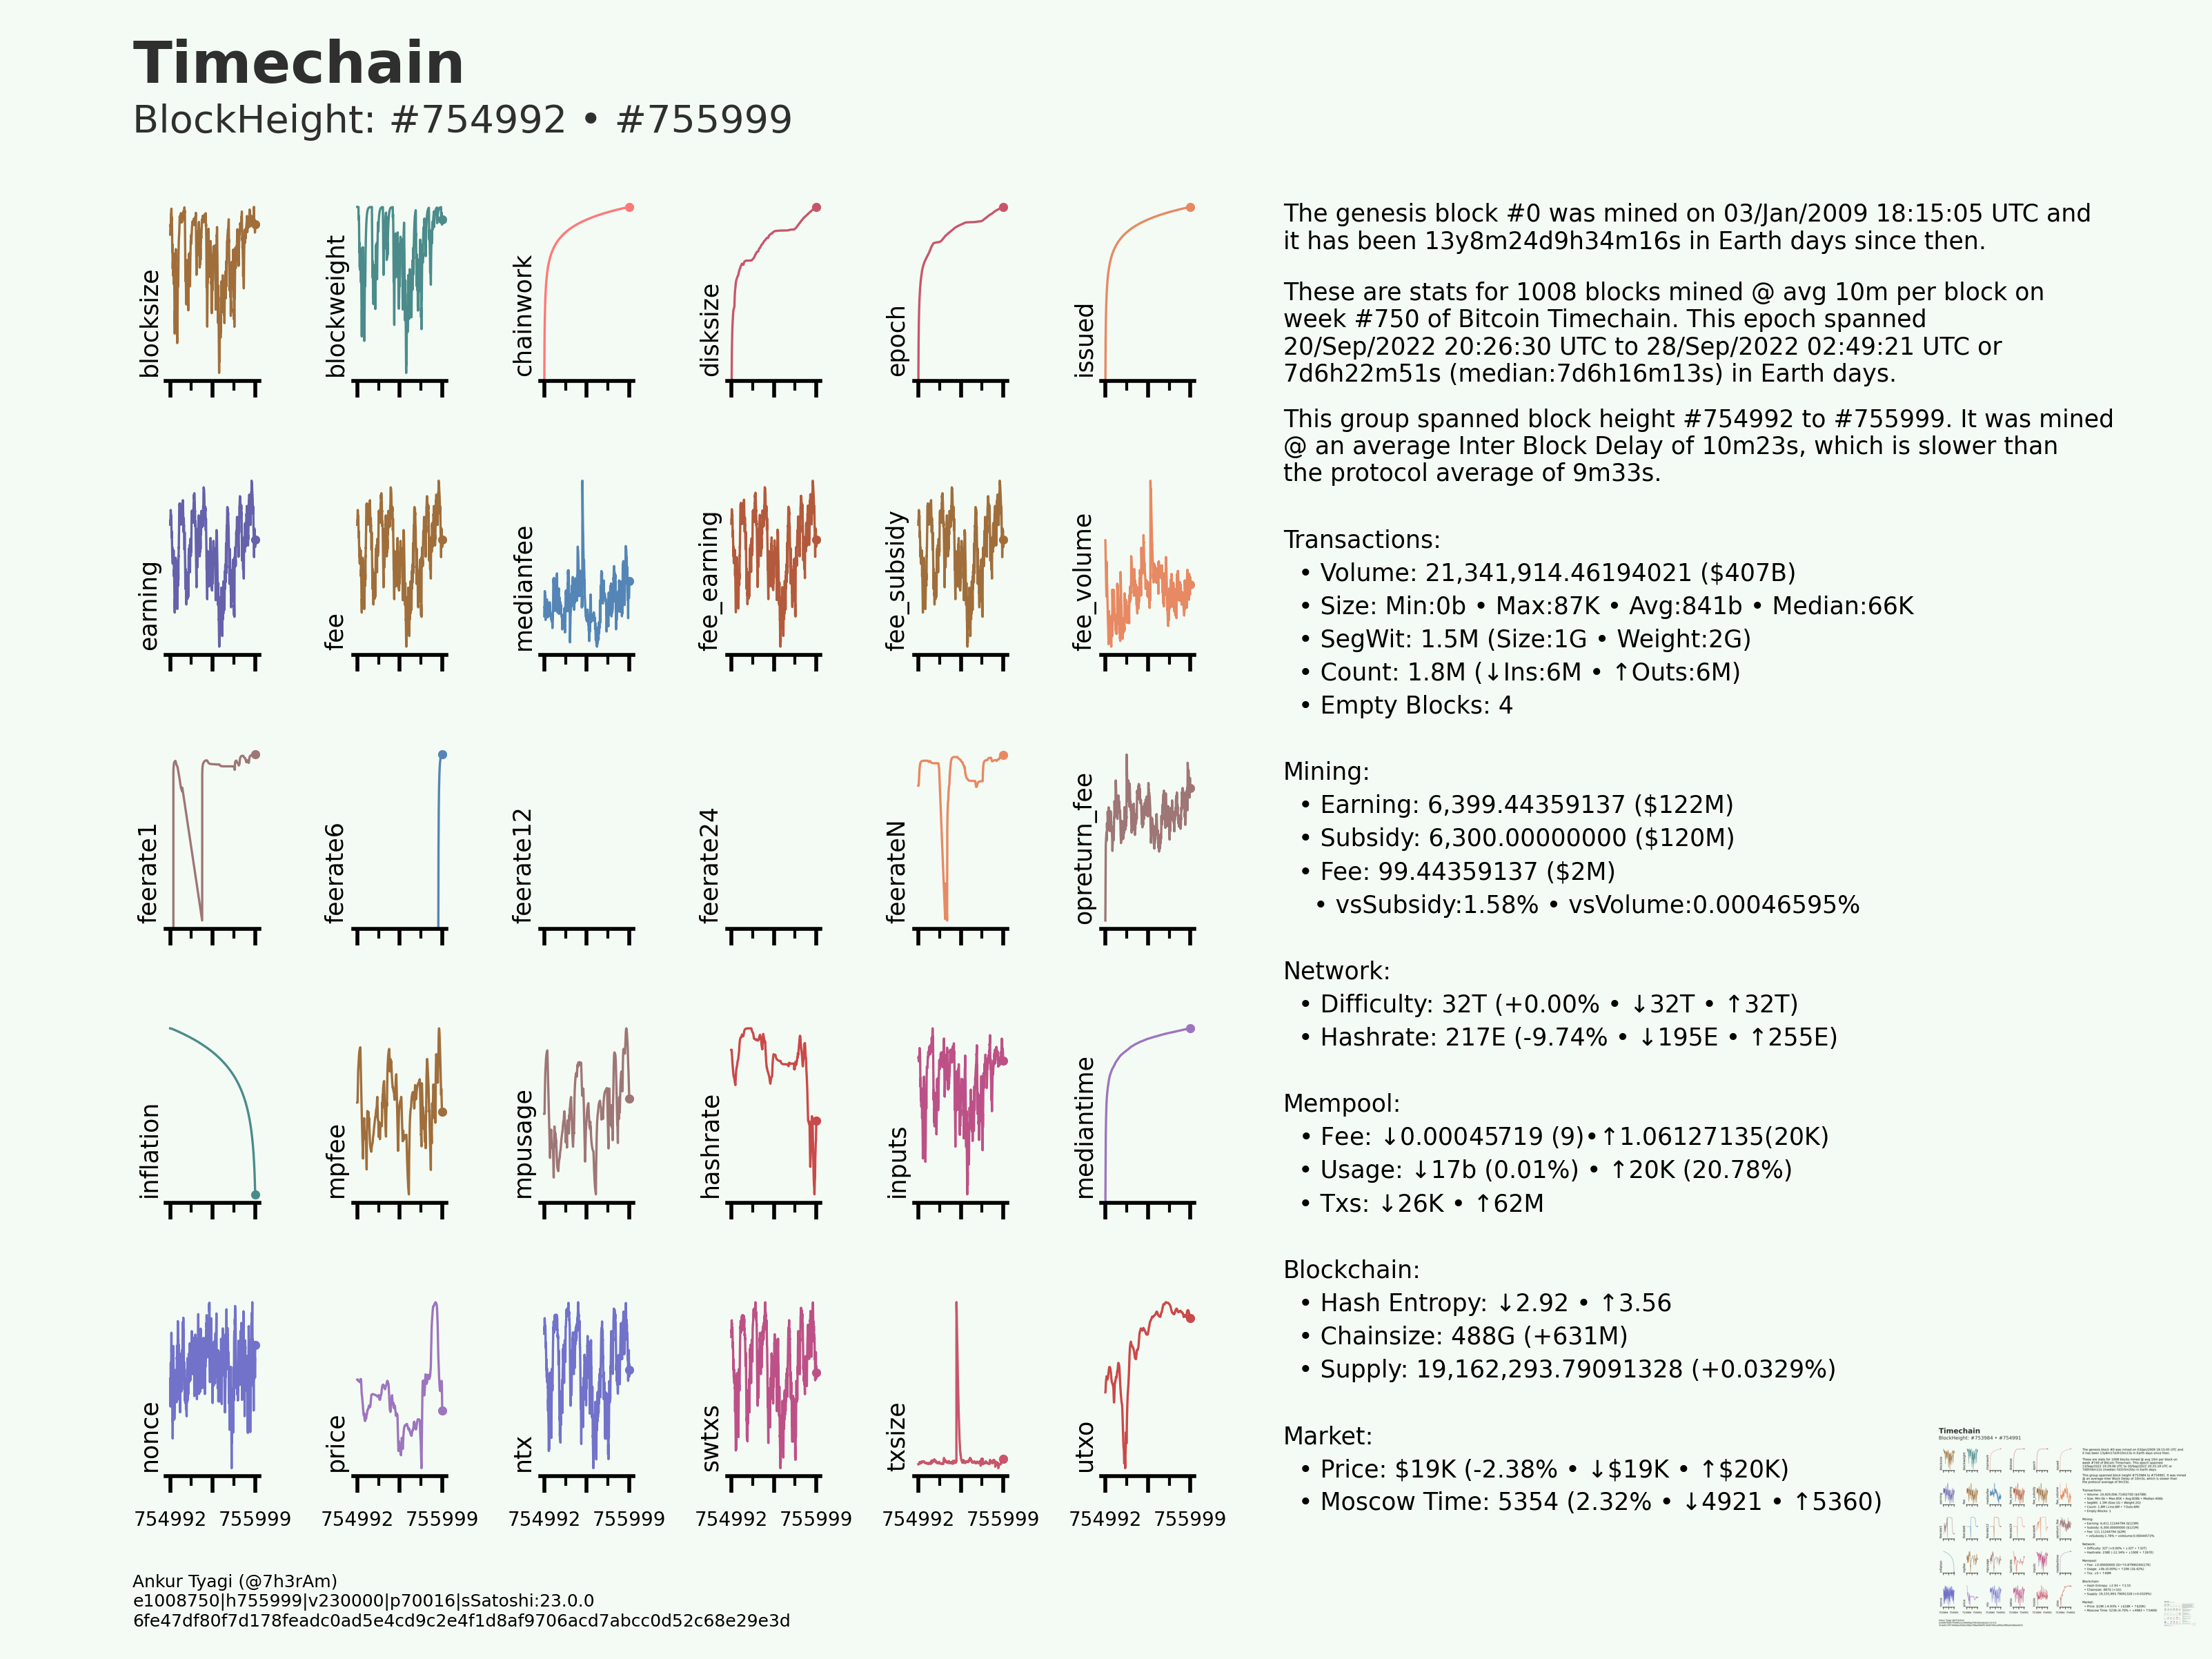 Timechain
BlockHeight: #754992 • #755999
blocksize
blockweight
chainwork
disksize
epoch
issued
earning
fee
medianfee
fee_earning
fee_subsidy
fee_volume
feerate1
feerate6
feerate12
feerate24
feerateN
opreturn_fee
inflation
mpfee
mpusage
hashrate
inputs
mediantime
nonce
price
ntx
swtxs
txsize
utxo
754992 755999 754992 755999 754992 755999 754992 755999 754992 755999 754992 755999
The genesis block #0 was mined on 03/Jan/2009 18:15:05 UTC and
it has been 13y8m24d9h34m16s in Earth days since then.
These are stats for 1008 blocks mined @ avg 10m per block on
week #750 of Bitcoin Timechain. This epoch spanned
20/Sep/2022 20:26:30 UTC to 28/Sep/2022 02:49:21 UTC or
7d6h22m51s (median:7d6h16m13s) in Earth days.
This group spanned block height #754992 to #755999. It was mined
@ an average Inter Block Delay of 10m23s, which is slower than
the protocol average of 9m33s.
Transactions:
• Volume: 21,341,914.46194021 ($407B)
• Size: Min:0b • Max:87K • Avg:841b • Median:66K
• SegWit: 1.5M (Size:1G • Weight:2G)
• Count: 1.8M (↓Ins:6M • ↑Outs:6M)
• Empty Blocks: 4
Mining:
• Earning: 6,399.44359137 ($122M)
• Subsidy: 6,300.00000000 ($120M)
• Fee: 99.44359137 ($2M)
• vsSubsidy:1.58% • vsVolume:0.00046595%
Network:
• Difficulty: 32T (+0.00% • ↓32T • ↑32T)
• Hashrate: 217E (-9.74% • ↓195E • ↑255E)
Mempool:
• Fee: ↓0.00045719 (9)•↑1.06127135(20K)
• Usage: ↓17b (0.01%) • ↑20K (20.78%)
• Txs: ↓26K • ↑62M
Blockchain:
• Hash Entropy: ↓2.92 • ↑3.56
• Chainsize: 488G (+631M)
• Supply: 19,162,293.79091328 (+0.0329%)
Market:
• Price: $19K (-2.38% • ↓$19K • ↑$20K)
• Moscow Time: 5354 (2.32% • ↓4921 • ↑5360)
Ankur Tyagi (@7h3rAm)
e1008750|h755999|v230000|p70016|sSatoshi:23.0.0
6fe47df80f7d178feadc0ad5e4cd9c2e4f1d8af9706acd7abcc0d52c68e29e3d
Timechain
BlockHeight: #753984 • #754991